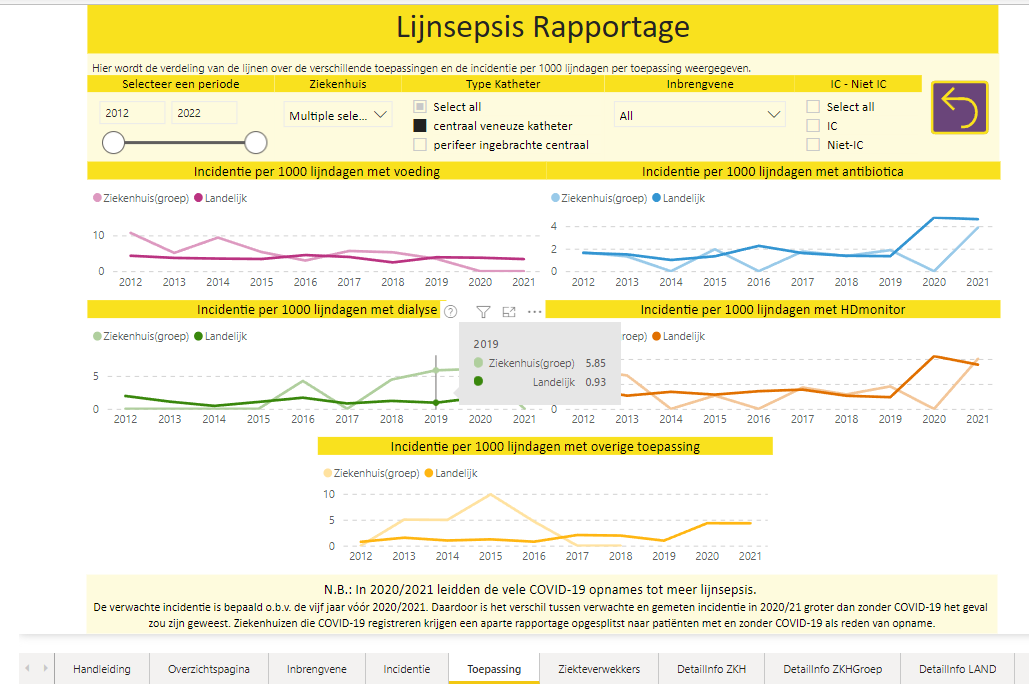 Lijnsepsis Rapportage
Hier wordt de verdeling van de lijnen over de verschillende toepassingen en de incidentie per 1000 lijndagen per toepassing weergegeven.
Selecteer een periode Ziekenhuis Type Katheter Inbrengvene IC - Niet IC
2012 2022 Multiple sele... Select all All Select all
centraal veneuze katheter IC
perifeer ingebrachte centraal Niet-IC
Incidentie per 1000 lijndagen met voeding
Ziekenhuis(groep) Landelijk
10
0
2012 2013 2014 2015 2016 2017 2018 2019 2020 2021
Incidentie per 1000 lijndagen met antibiotica
Ziekenhuis(groep) Landelijk
4
2
0
2012 2013 2014 2015 2016 2017 2018 2019 2020 2021
Incidentie per 1000 lijndagen met dialyse
Ziekenhuis(groep) Landelijk
5
0
2012 2013 2014 2015 2016 2017 2018 2019 2020 2021
2019
Ziekenhuis(groep) 5.85
Landelijk 0.93
Incidentie per 1000 lijndagen met HDmonitor
roep) Landelijk
0
2012 2013 2014 2015 2016 2017 2018 2019 2020 2021
Incidentie per 1000 lijndagen met overige toepassing
Ziekenhuis(groep) Landelijk
10
5
0
2012 2013 2014 2015 2016 2017 2018 2019 2020 2021
N.B.: In 2020/2021 leidden de vele COVID-19 opnames tot meer lijnsepsis.
De verwachte incidentie is bepaald o.b.v. de vijf jaar vóór 2020/2021. Daardoor is het verschil tussen verwachte en gemeten incidentie in 2020/21 groter dan zonder COVID-19 het geval
zou zijn geweest. Ziekenhuizen die COVID-19 registreren krijgen een aparte rapportage opgesplitst naar patiënten met en zonder COVID-19 als reden van opname.
Handleiding Overzichtspagina Inbrengvene Incidentie Toepassing Ziekteverwekkers DetailInfo ZKH DetailInfo ZKHGroep DetailInfo LAND